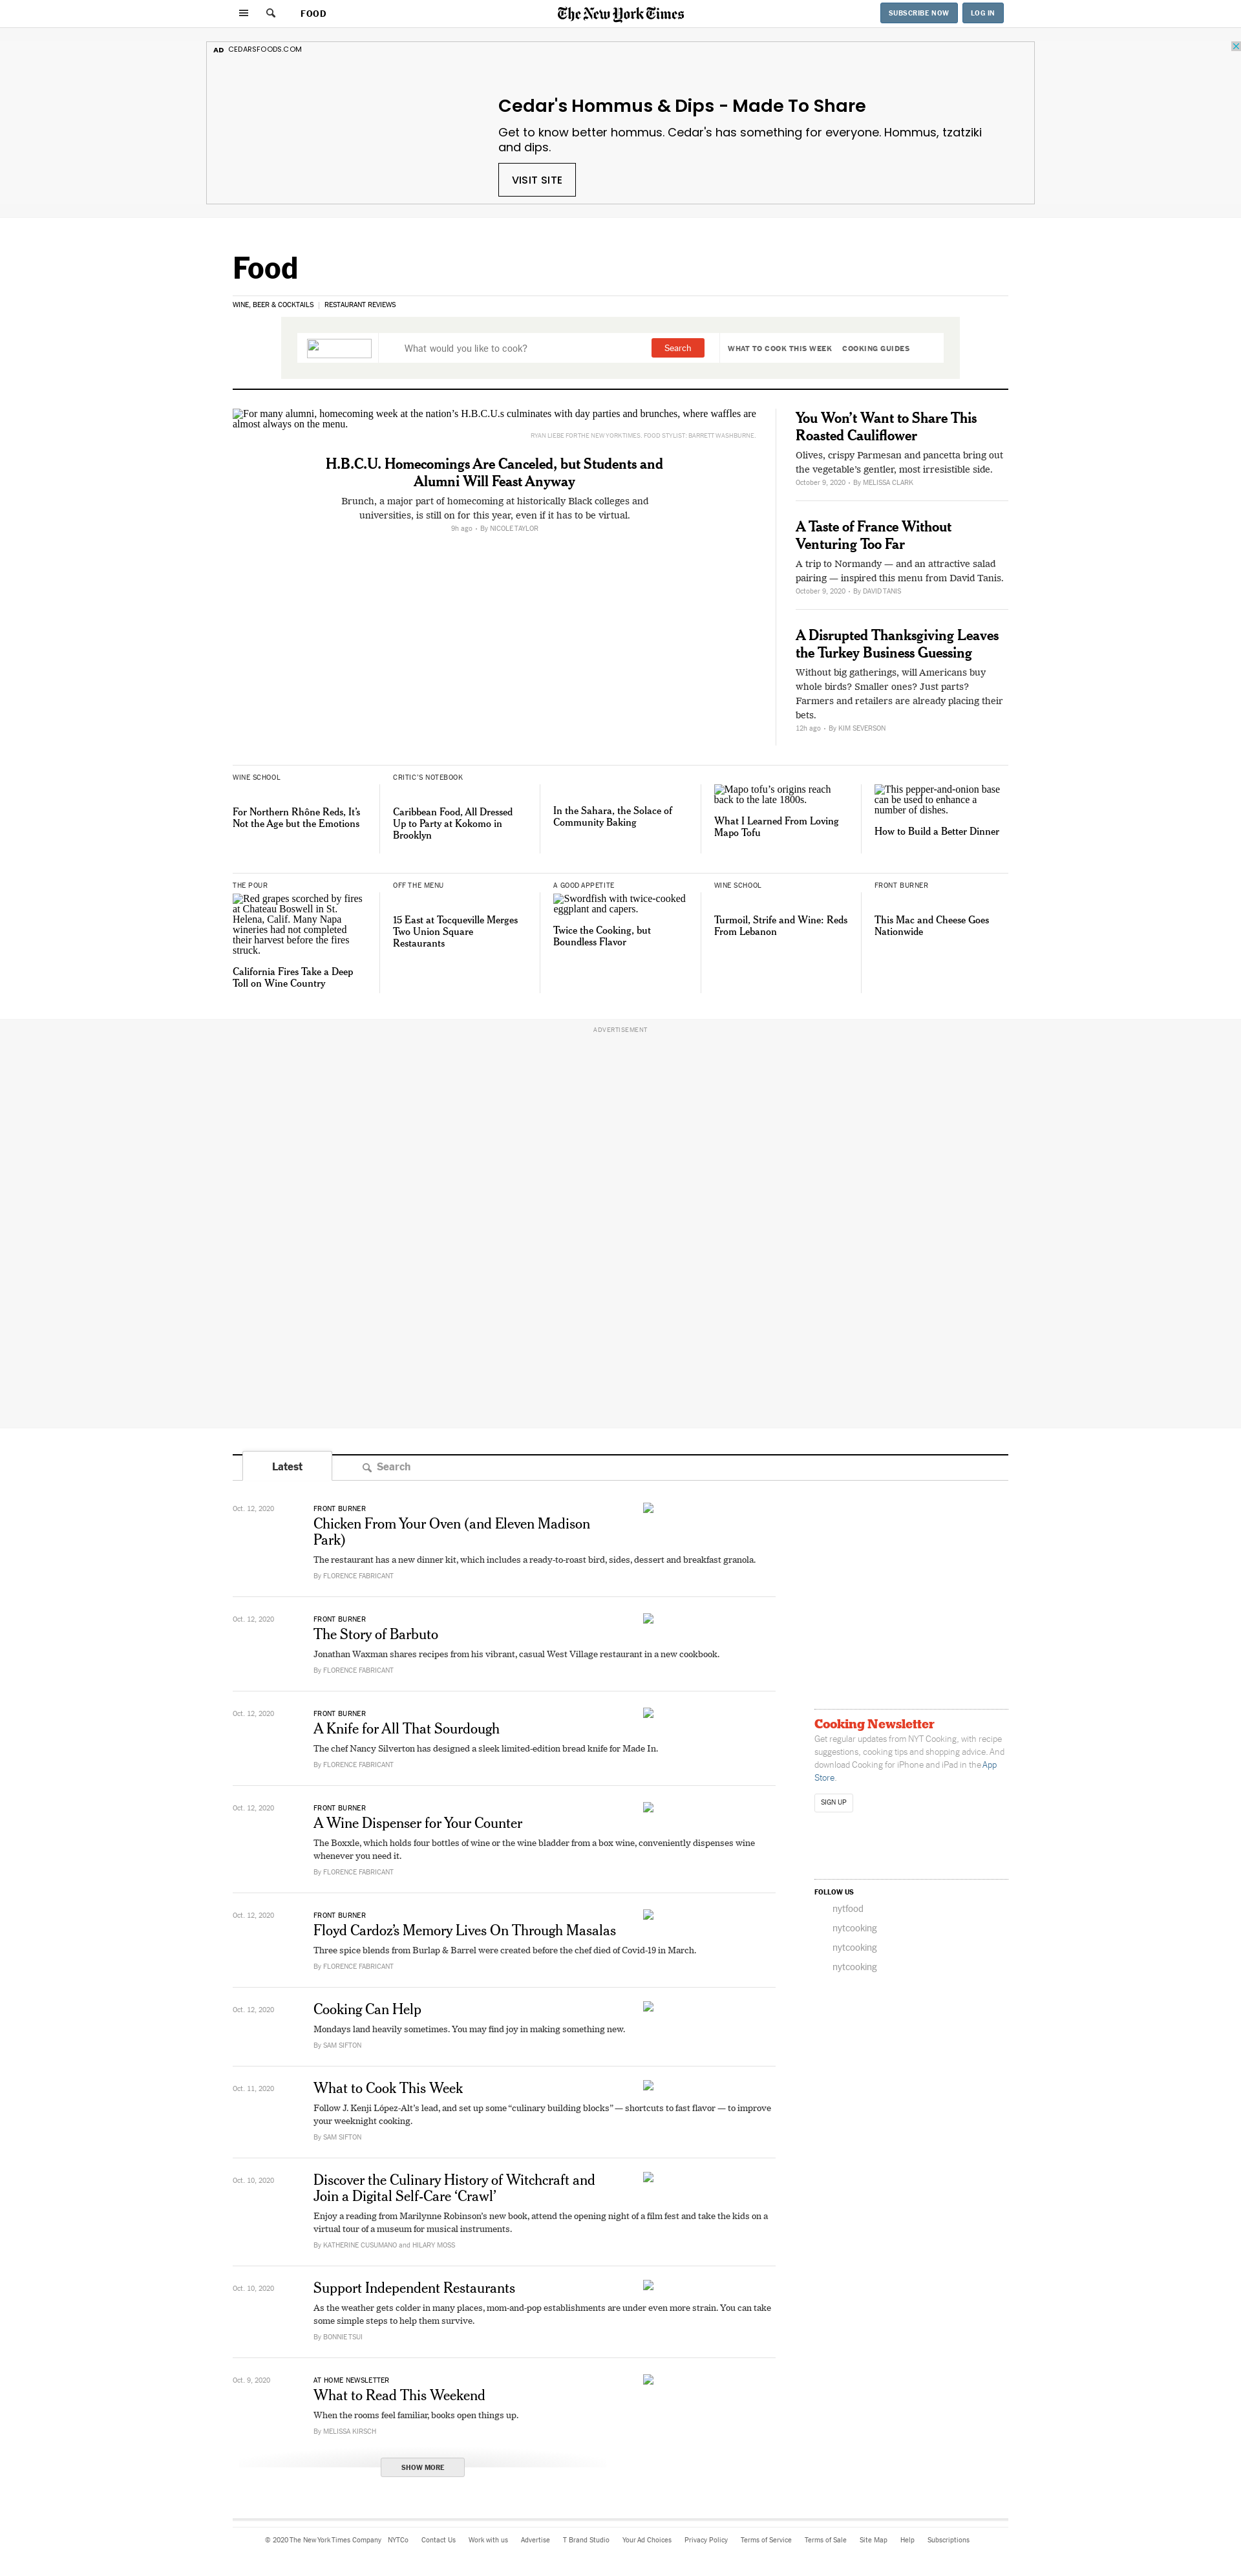 FOOD
The New York Times
SUBSCRIBE NOW
LOG IN
AD CEDARSFOODS.COM
Cedar's Hommus & Dips - Made To Share
Get to know better hommus. Cedar's has something for everyone. Hommus, tzatziki
and dips.
VISIT SITE
Food
WINE, BEER & COCKTAILS | RESTAURANT REVIEWS
What would you like to cook?
Search
WHAT TO COOK THIS WEEK
COOKING GUIDES
For many alumni, homecoming week at the nation’s H.B.C.U.s culminates with day parties and brunches, where waffles are
almost always on the menu.
RYAN LIEBE FOR THE NEW YORK TIMES. FOOD STYLIST: BARRETT WASHBURNE.
H.B.C.U. Homecomings Are Canceled, but Students and
Alumni Will Feast Anyway
Brunch, a major part of homecoming at historically Black colleges and
universities, is still on for this year, even if it has to be virtual.
9h ago • By NICOLE TAYLOR
You Won’t Want to Share This
Roasted Cauliflower
Olives, crispy Parmesan and pancetta bring out
the vegetable’s gentler, most irresistible side.
October 9, 2020 • By MELISSA CLARK
A Taste of France Without
Venturing Too Far
A trip to Normandy — and an attractive salad
pairing — inspired this menu from David Tanis.
October 9, 2020 • By DAVID TANIS
A Disrupted Thanksgiving Leaves
the Turkey Business Guessing
Without big gatherings, will Americans buy
whole birds? Smaller ones? Just parts?
Farmers and retailers are already placing their
bets.
12h ago • By KIM SEVERSON
WINE SCHOOL
For Northern Rhône Reds, It’s
Not the Age but the Emotions
CRITIC’S NOTEBOOK
Caribbean Food, All Dressed
Up to Party at Kokomo in
Brooklyn
In the Sahara, the Solace of
Community Baking
Mapo tofu’s origins reach
back to the late 1800s.
What I Learned From Loving
Mapo Tofu
This pepper-and-onion base
can be used to enhance a
number of dishes.
How to Build a Better Dinner
THE POUR
Red grapes scorched by fires
at Chateau Boswell in St.
Helena, Calif. Many Napa
wineries had not completed
their harvest before the fires
struck.
California Fires Take a Deep
Toll on Wine Country
OFF THE MENU
15 East at Tocqueville Merges
Two Union Square
Restaurants
A GOOD APPETITE
Swordfish with twice-cooked
eggplant and capers.
Twice the Cooking, but
Boundless Flavor
WINE SCHOOL
Turmoil, Strife and Wine: Reds
From Lebanon
FRONT BURNER
This Mac and Cheese Goes
Nationwide
ADVERTISEMENT
Latest
Search
Oct. 12, 2020
FRONT BURNER
Chicken From Your Oven (and Eleven Madison
Park)
The restaurant has a new dinner kit, which includes a ready-to-roast bird, sides, dessert and breakfast granola.
By FLORENCE FABRICANT
Oct. 12, 2020
FRONT BURNER
The Story of Barbuto
Jonathan Waxman shares recipes from his vibrant, casual West Village restaurant in a new cookbook.
By FLORENCE FABRICANT
Oct. 12, 2020
FRONT BURNER
A Knife for All That Sourdough
The chef Nancy Silverton has designed a sleek limited-edition bread knife for Made In.
By FLORENCE FABRICANT
Oct. 12, 2020
FRONT BURNER
A Wine Dispenser for Your Counter
The Boxxle, which holds four bottles of wine or the wine bladder from a box wine, conveniently dispenses wine
whenever you need it.
By FLORENCE FABRICANT
Oct. 12, 2020
FRONT BURNER
Floyd Cardoz’s Memory Lives On Through Masalas
Three spice blends from Burlap & Barrel were created before the chef died of Covid-19 in March.
By FLORENCE FABRICANT
Oct. 12, 2020
Cooking Can Help
Mondays land heavily sometimes. You may find joy in making something new.
By SAM SIFTON
Oct. 11, 2020
What to Cook This Week
Follow J. Kenji López-Alt’s lead, and set up some “culinary building blocks” — shortcuts to fast flavor — to improve
your weeknight cooking.
By SAM SIFTON
Oct. 10, 2020
Discover the Culinary History of Witchcraft and
Join a Digital Self-Care ‘Crawl’
Enjoy a reading from Marilynne Robinson’s new book, attend the opening night of a film fest and take the kids on a
virtual tour of a museum for musical instruments.
By KATHERINE CUSUMANO and HILARY MOSS
Oct. 10, 2020
Support Independent Restaurants
As the weather gets colder in many places, mom-and-pop establishments are under even more strain. You can take
some simple steps to help them survive.
By BONNIE TSUI
Oct. 9, 2020
AT HOME NEWSLETTER
What to Read This Weekend
When the rooms feel familiar, books open things up.
By MELISSA KIRSCH
SHOW MORE
Cooking Newsletter
Get regular updates from NYT Cooking, with recipe
suggestions, cooking tips and shopping advice. And
download Cooking for iPhone and iPad in the App
Store.
SIGN UP
FOLLOW US
nytfood
nytcooking
nytcooking
nytcooking
© 2020 The New York Times Company NYTCo Contact Us Work with us Advertise T Brand Studio Your Ad Choices Privacy Policy Terms of Service Terms of Sale Site Map Help Subscriptions